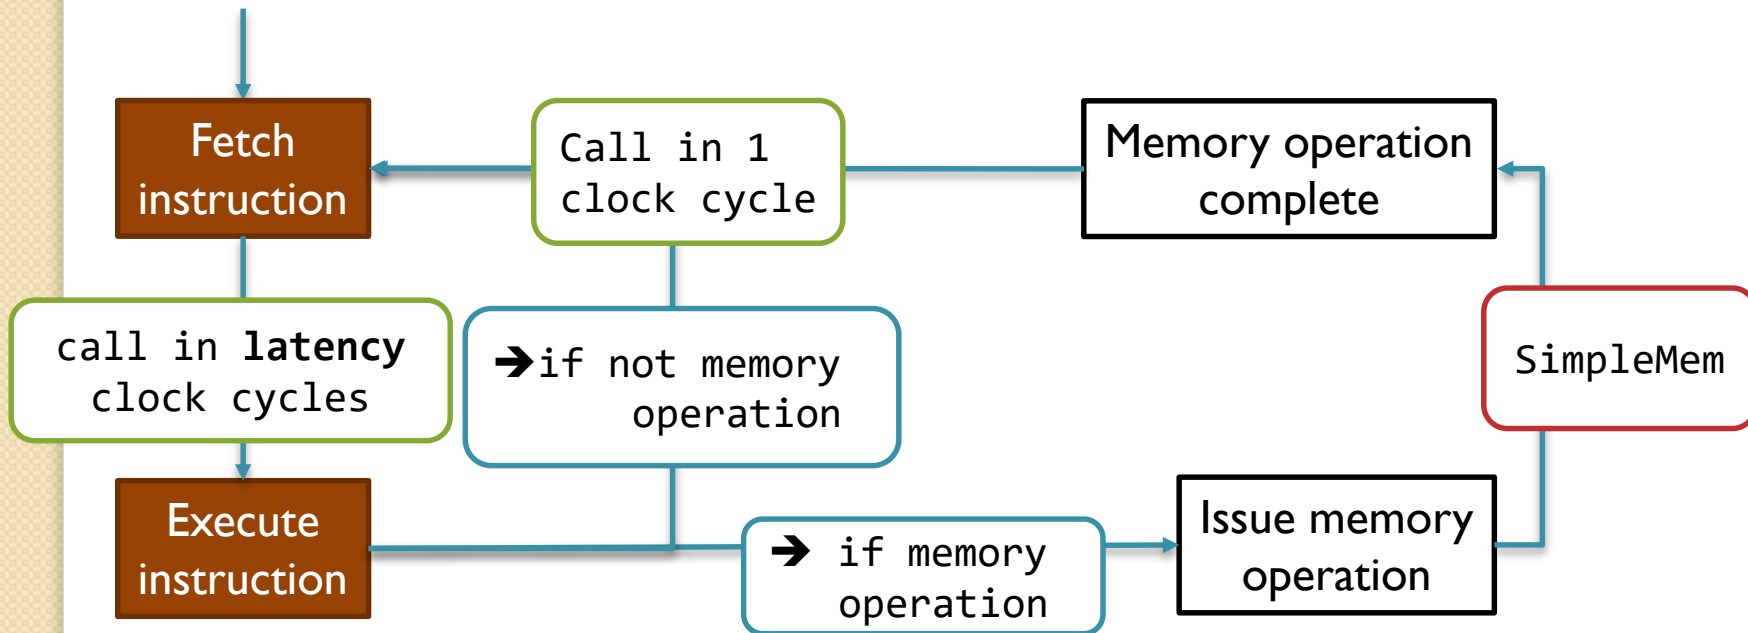 Fetch
instruction
Call in 1
clock cycle
Memory operation
complete
call in latency
clock cycles
➔if not memory
operation
SimpleMem
Execute
instruction
➔ if memory
operation
Issue memory
operation